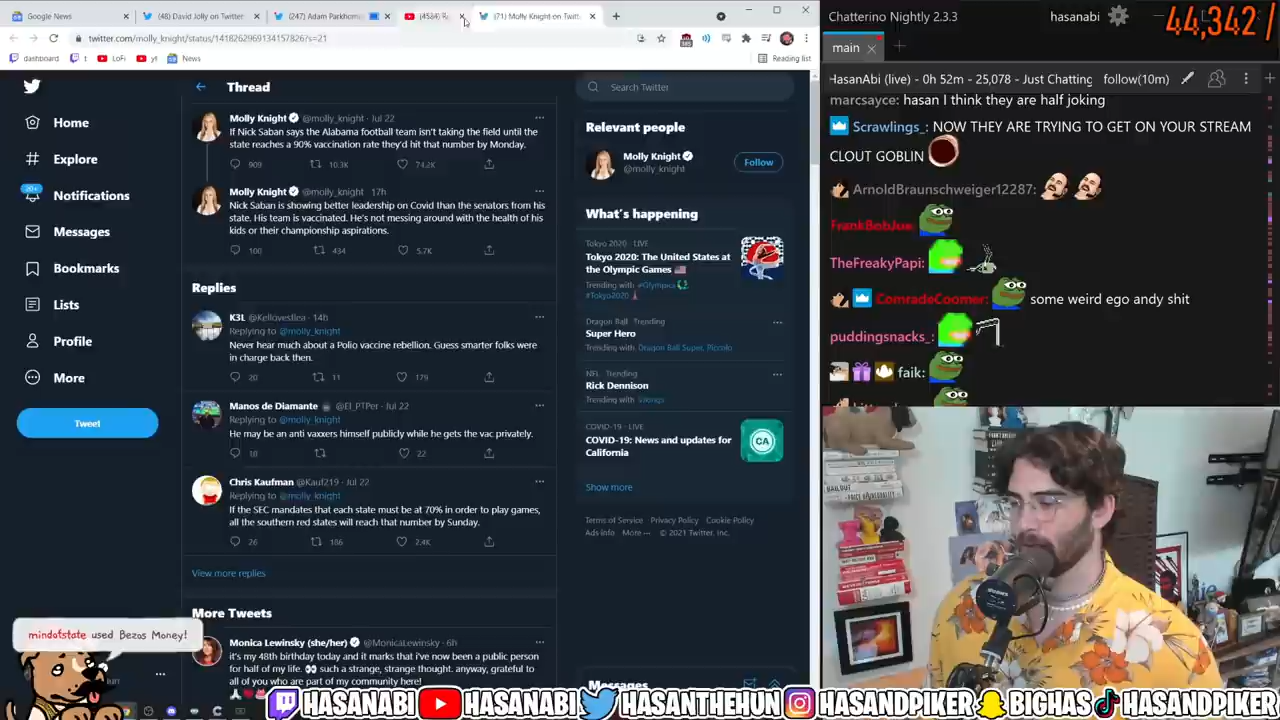 Google News
(48) David Jolly on Twitter
(247) Adam Parkhom
(71) Molly Knight on Twitt
twitter.com/molly_knight/status/1418262969134157826?s=21
dashboard
t
LoFi
y!
News
Reading list
Thread
Search Twitter
Home
Explore
20+
Notifications
Messages
Bookmarks
Lists
Profile
More
Tweet
Molly Knight @molly_knight · Jul 22
If Nick Saban says the Alabama football team isn't taking the field until the
state reaches a 90% vaccination rate they'd hit that number by Monday.
909 10.3K 74.2K
Molly Knight @molly_knight · 17h
Nick Saban is showing better leadership on Covid than the senators from his
state. His team is vaccinated. He's not messing around with the health of his
kids or their championship aspirations.
100 434 5.7K
Replies
K3L @Kellovesllea · 14h
Replying to @molly_knight
Never hear much about a Polio vaccine rebellion. Guess smarter folks were
in charge back then.
20 11 179
Manos de Diamante @El_PTPer · Jul 22
Replying to @molly_knight
He may be an anti vaxxers himself publicly while he gets the vac privately.
10 22
Chris Kaufman @Kauf219 · Jul 22
Replying to @molly_knight
If the SEC mandates that each state must be at 70% in order to play games,
all the southern red states will reach that number by Sunday.
26 186 2.4K
View more replies
More Tweets
Monica Lewinsky (she/her) @MonicaLewinsky · 6h
it's my 48th birthday today and it marks that i've now been a public person
for half of my life. such a strange, strange thought. anyway, grateful to
all of you who are part of my community here!
Relevant people
Molly Knight
@molly_knight
Follow
What's happening
Tokyo 2020 · LIVE
Tokyo 2020: The United States at
the Olympic Games
Trending with #Olympics
#Tokyo2020
Dragon Ball · Trending
Super Hero
Trending with Dragon Ball Super, Piccolo
NFL · Trending
Rick Dennison
Trending with Vikings
COVID-19 · LIVE
COVID-19: News and updates for
California
CA
Show more
Terms of Service Privacy Policy Cookie Policy
Ads info More ··· © 2021 Twitter, Inc.
Messages
Chatterino Nightly 2.3.3
hasanabi
44,342 /
main
HasanAbi (live) - 0h 52m - 25,078 - Just Chatting
follow(10m)
marcsayce: hasan I think they are half joking
Scrawlings_: NOW THEY ARE TRYING TO GET ON YOUR STREAM
CLOUT GOBLIN
ArnoldBraunschweiger12287:
FrankBobJue
TheFreakyPapi:
ComradeCoomer: some weird ego andy shit
puddingsnacks_:
faik:
mindofstate used Bezos Money!
HASANABI HASANABI HASANTHEHUN HASANDPIKER BIGHAS HASANDPIKER